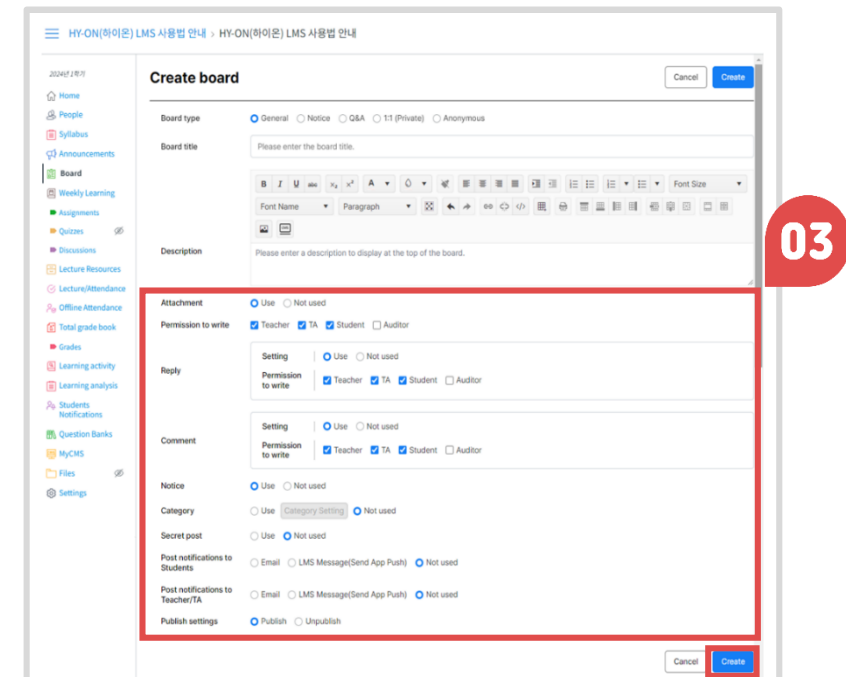 HY-ON(하이온) LMS 사용법 안내 > HY-ON(하이온) LMS 사용법 안내
2024년 1학기
Home
People
Syllabus
Announcements
Board
Weekly Learning
Assignments
Quizzes
Discussions
Lecture Resources
Lecture/Attendance
Offline Attendance
Total grade book
Grades
Learning activity
Learning analysis
Students
Notifications
Question Banks
MyCMS
Files
Settings
Create board
Cancel Create
Board type General Notice Q&A 1:1 (Private) Anonymous
Board title Please enter the board title.
B I U abc x₂ x² A Font Size
Font Name Paragraph
Description Please enter a description to display at the top of the board.
03
Attachment Use Not used
Permission to write Teacher TA Student Auditor
Reply
Setting Use Not used
Permission
to write Teacher TA Student Auditor
Comment
Setting Use Not used
Permission
to write Teacher TA Student Auditor
Notice Use Not used
Category Use Category Setting Not used
Secret post Use Not used
Post notifications to
Students Email LMS Message(Send App Push) Not used
Post notifications to
Teacher/TA Email LMS Message(Send App Push) Not used
Publish settings Publish Unpublish
Cancel Create